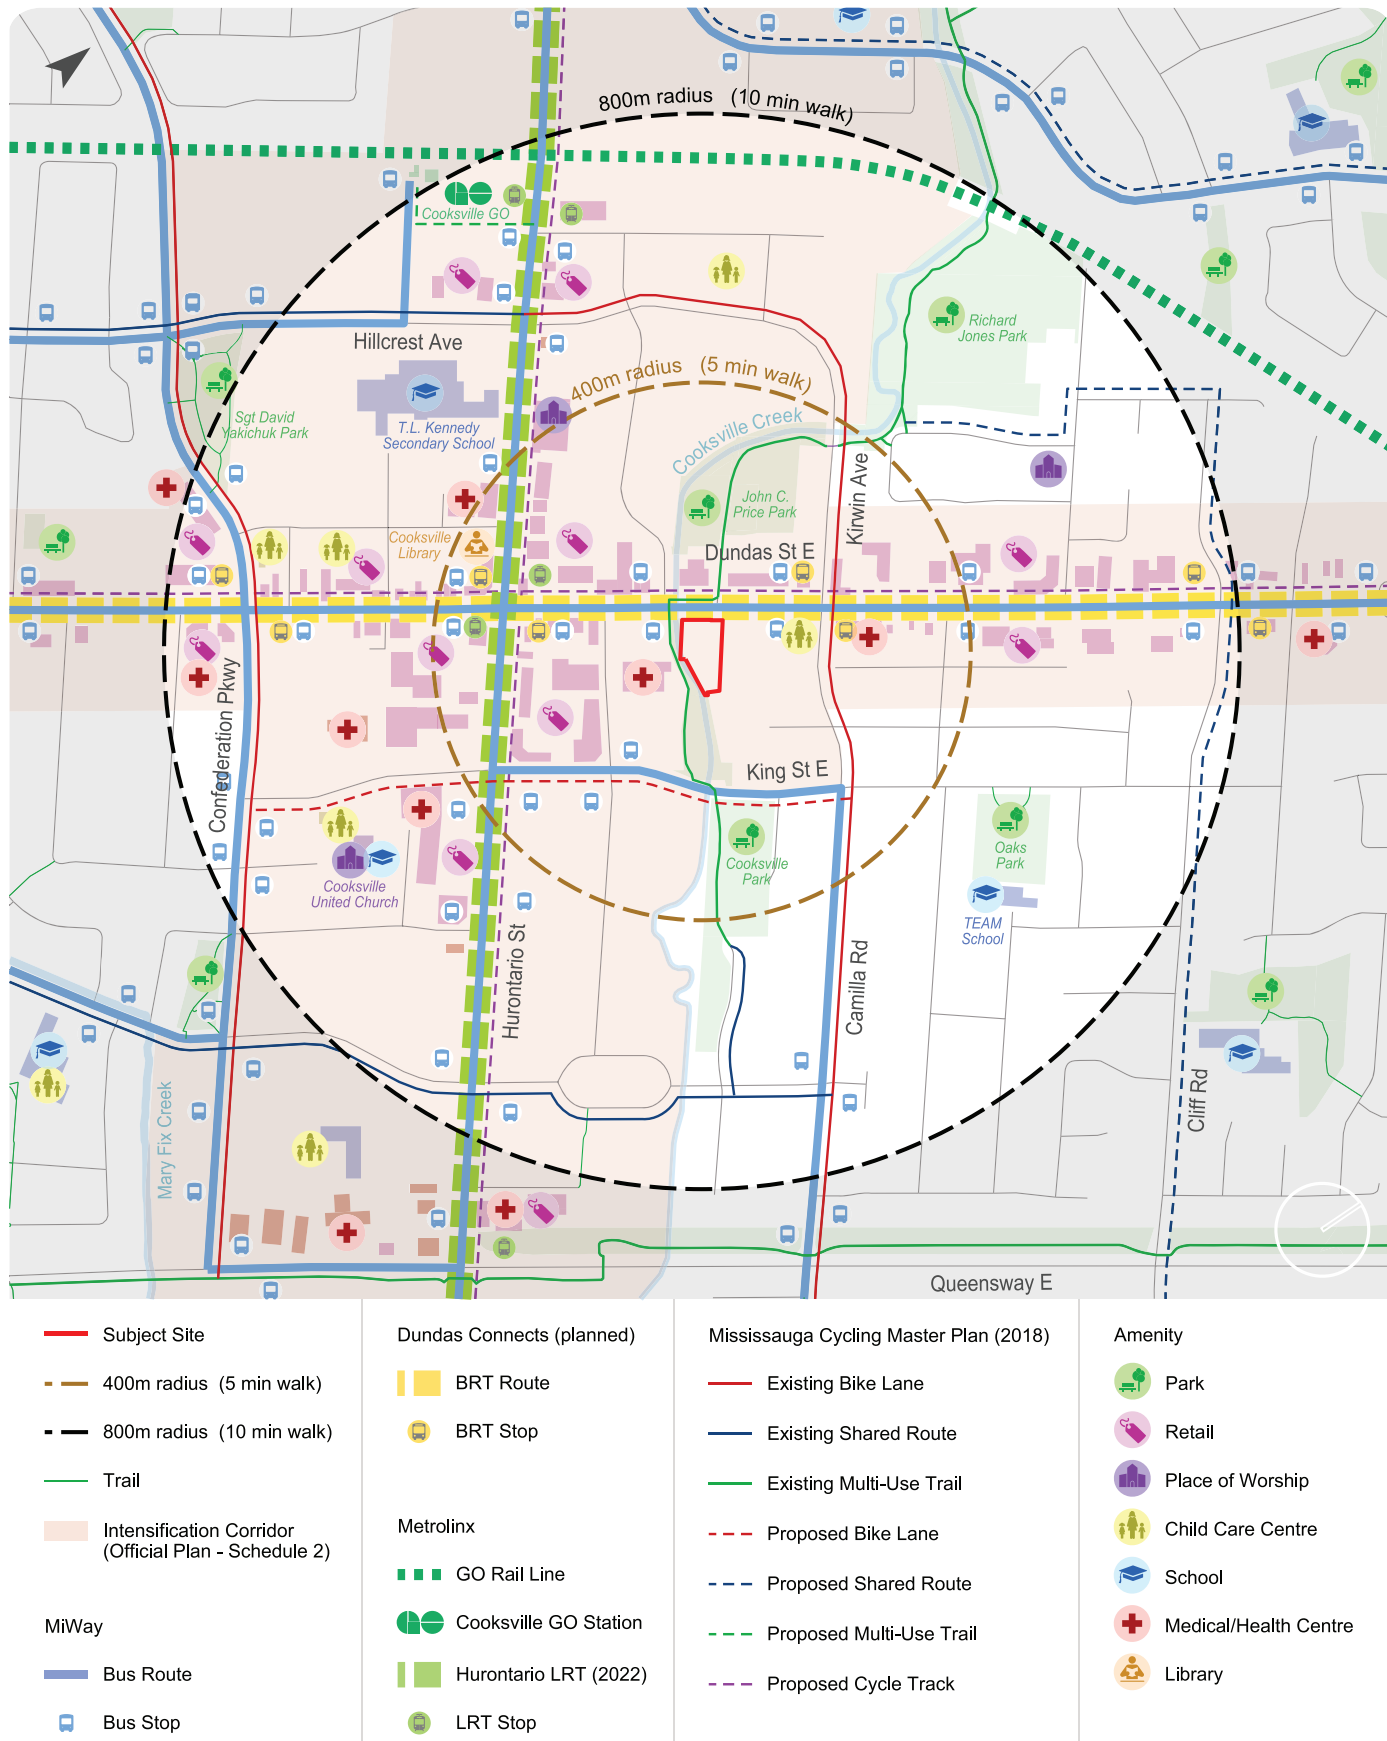 800m radius (10 min walk)
Cooksville GO
Richard
Jones Park
Hillcrest Ave
400m radius (5 min walk)
Sgt David
Yakichuk Park
T.L. Kennedy
Secondary School
Cooksville Creek
Kirwin Ave
John C.
Price Park
Cooksville
Library
Dundas St E
Confederation Pkwy
King St E
Oaks
Park
Cooksville
Park
Cooksville
United Church
TEAM
School
Hurontario St
Camilla Rd
Cliff Rd
Mary Fix Creek
Queensway E
Subject Site
400m radius (5 min walk)
800m radius (10 min walk)
Trail
Intensification Corridor
(Official Plan - Schedule 2)
MiWay
Bus Route
Bus Stop
Dundas Connects (planned)
BRT Route
BRT Stop
Metrolinx
GO Rail Line
Cooksville GO Station
Hurontario LRT (2022)
LRT Stop
Mississauga Cycling Master Plan (2018)
Existing Bike Lane
Existing Shared Route
Existing Multi-Use Trail
Proposed Bike Lane
Proposed Shared Route
Proposed Multi-Use Trail
Proposed Cycle Track
Amenity
Park
Retail
Place of Worship
Child Care Centre
School
Medical/Health Centre
Library